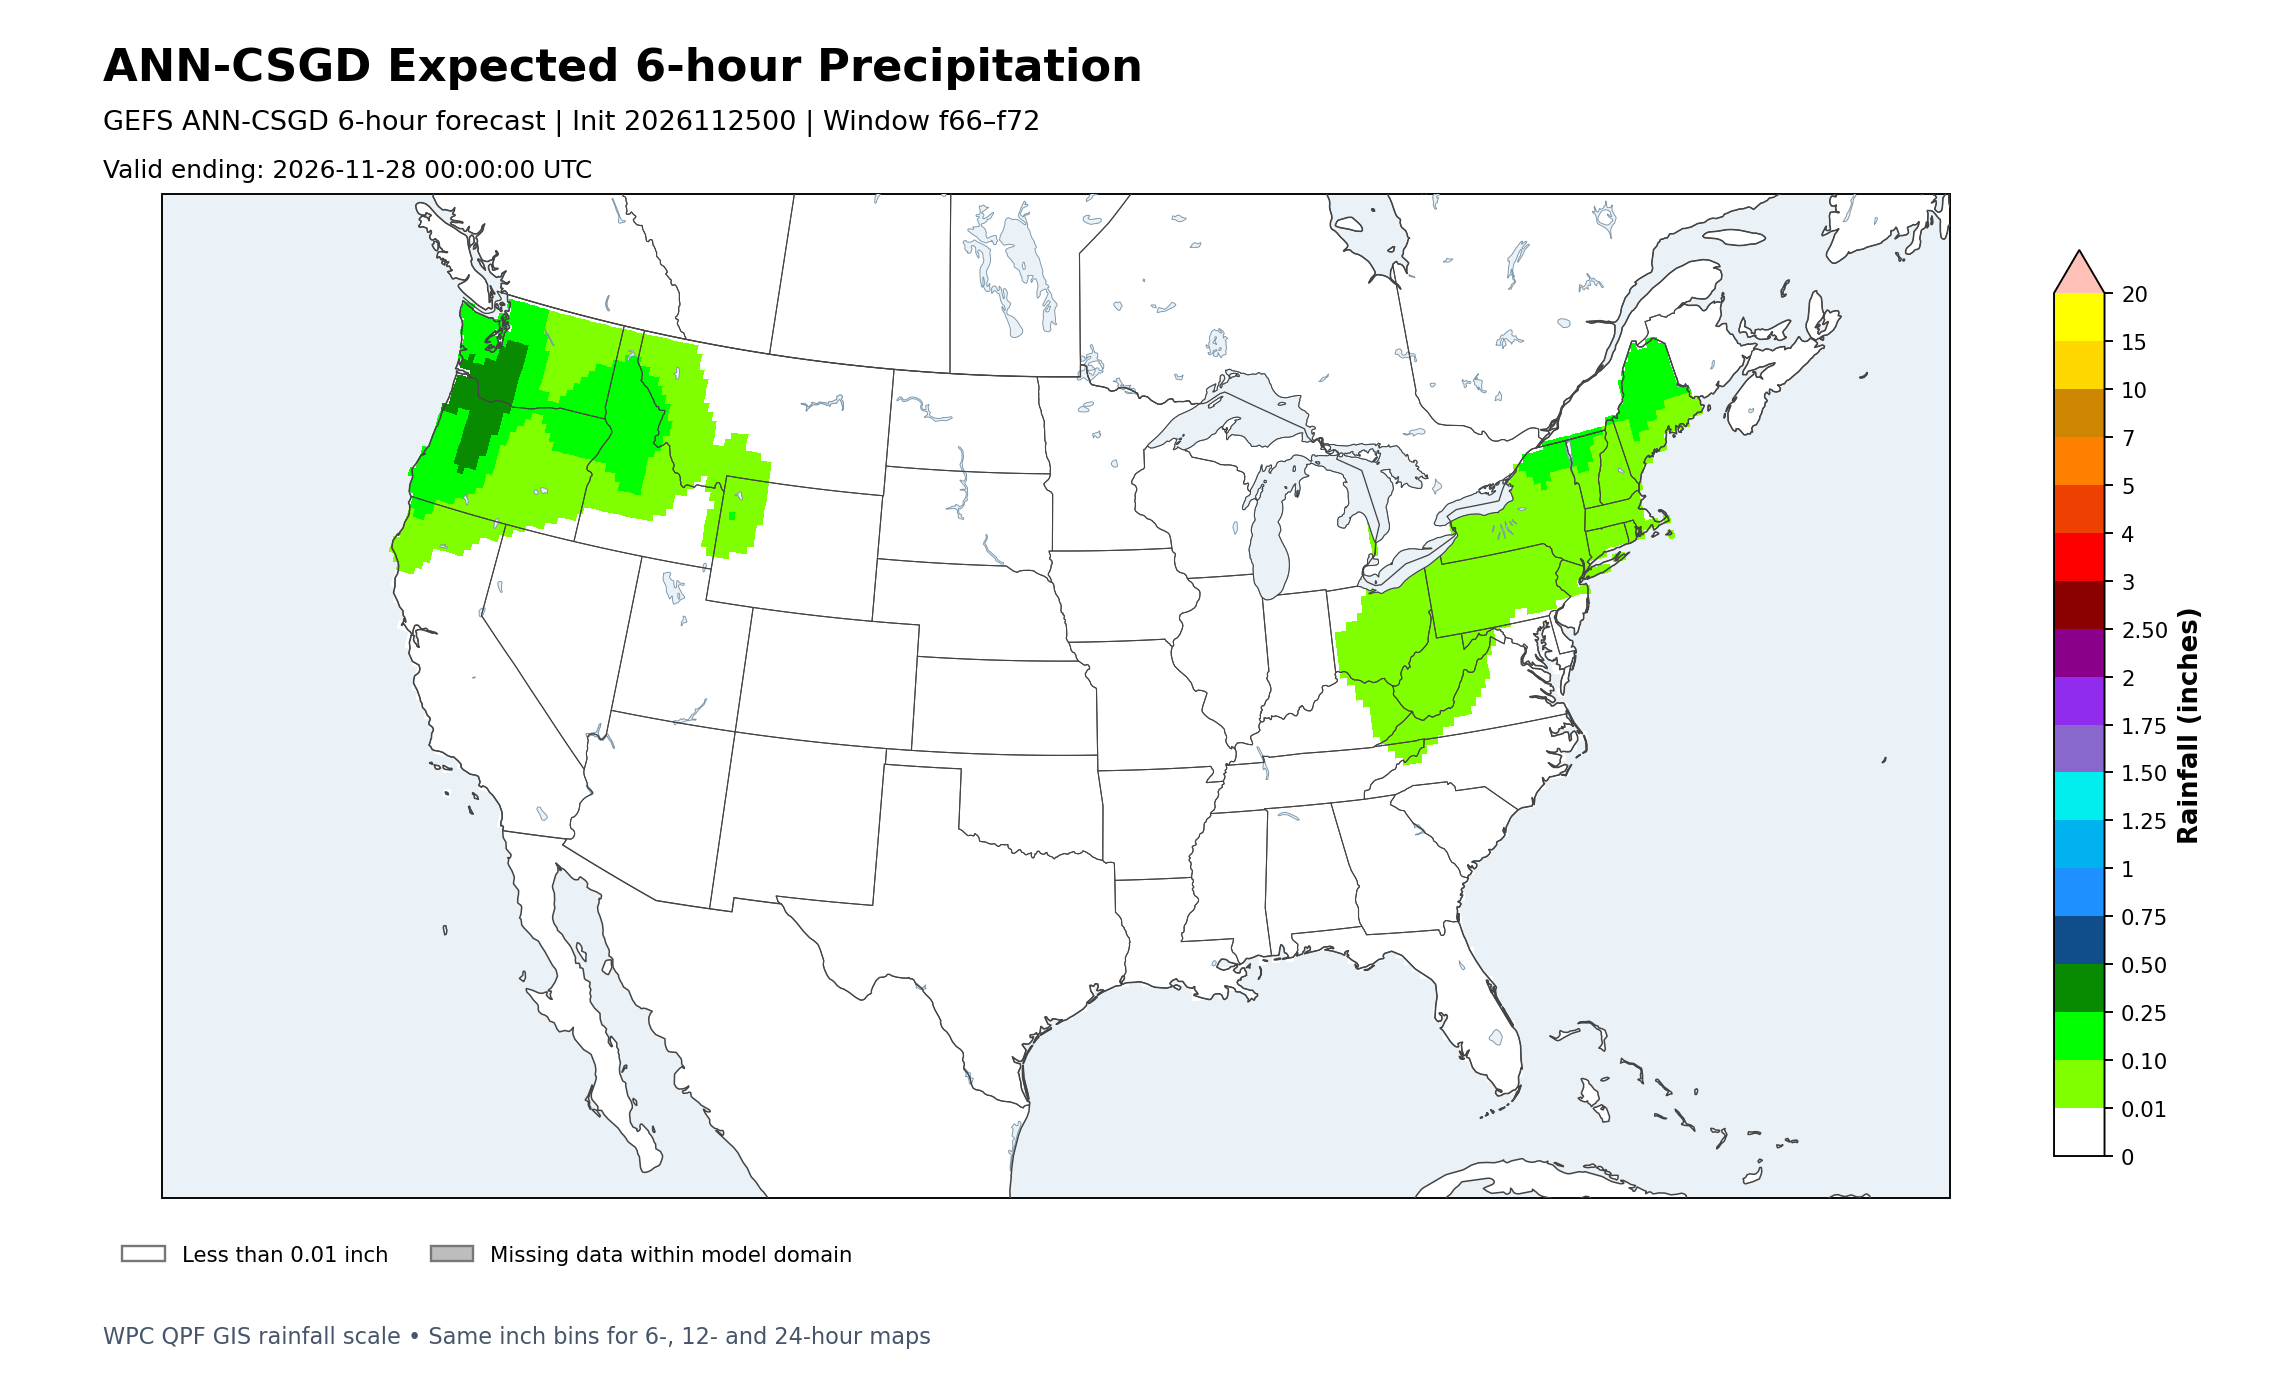 ANN-CSGD Expected 6-hour Precipitation
GEFS ANN-CSGD 6-hour forecast | Init 2026112500 | Window f66–f72
Valid ending: 2026-11-28 00:00:00 UTC
20
15
10
7
5
4
3
2.50
2
1.75
1.50
1.25
1
0.75
0.50
0.25
0.10
0.01
0
Rainfall (inches)
Less than 0.01 inch
Missing data within model domain
WPC QPF GIS rainfall scale • Same inch bins for 6-, 12- and 24-hour maps